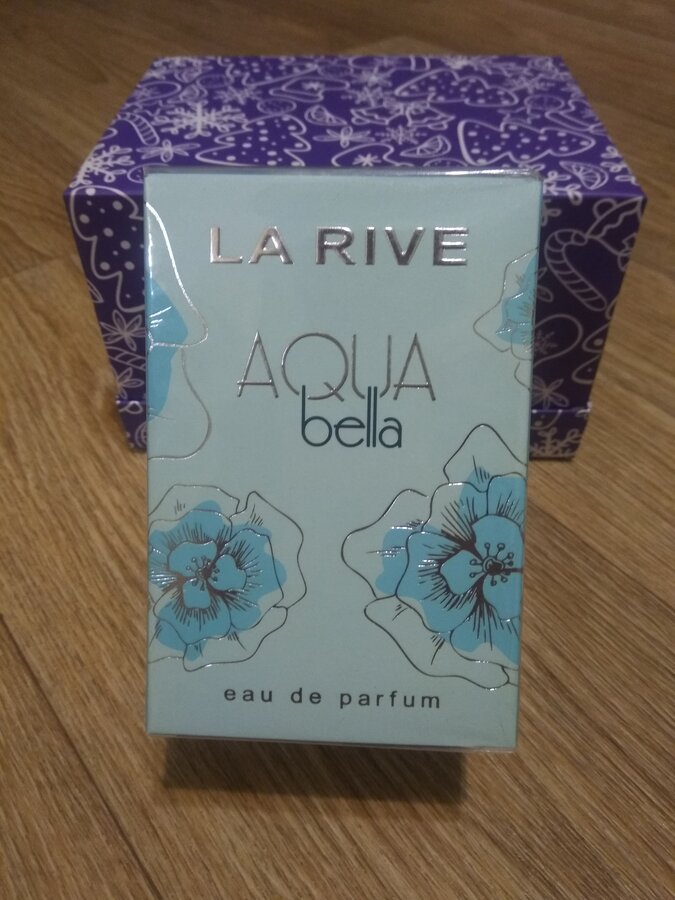 LA RIVE
AQUA
bella
eau de parfum